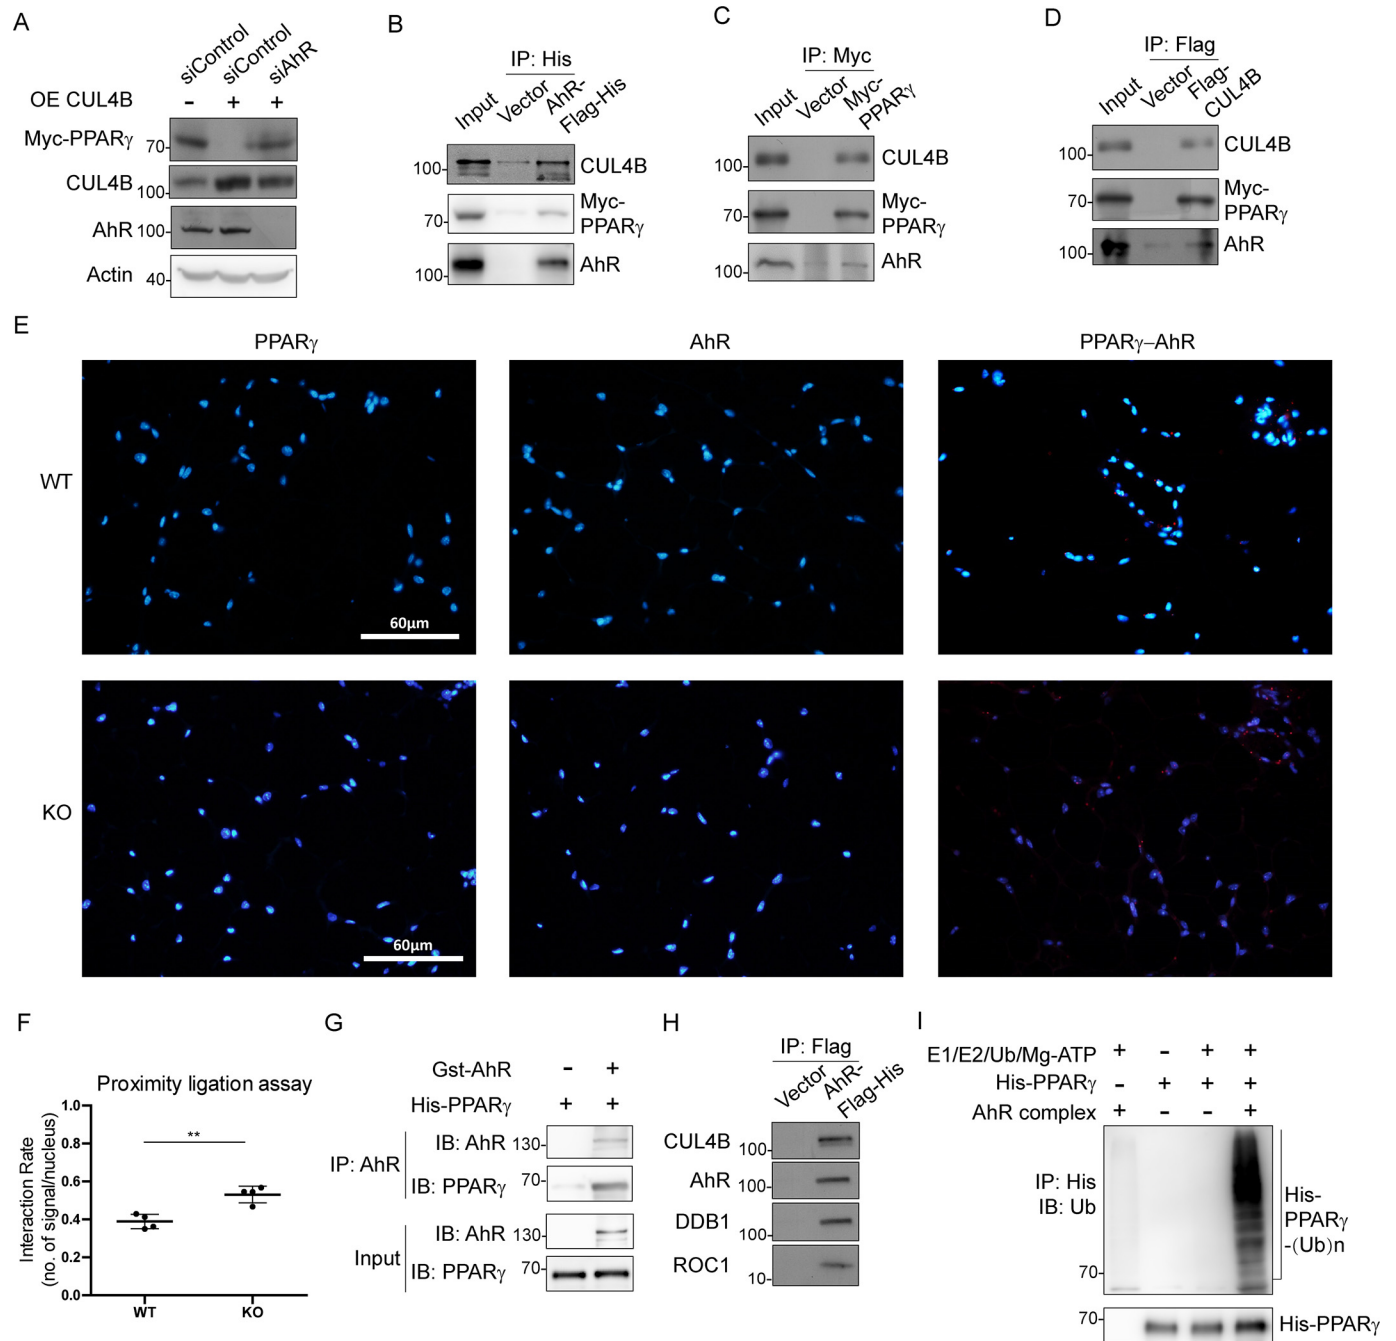 A
siControl
siControl
siAhR
OE CUL4B - + +
Myc-PPARγ
70
CUL4B
100
AhR
100
Actin
40
B
IP: His
Input
Vector
AhR-
Flag-His
CUL4B
100
Myc-
PPARγ
70
AhR
100
C
IP: Myc
Input
Vector
Myc-
PPARγ
CUL4B
100
Myc-
PPARγ
70
AhR
100
D
IP: Flag
Input
Vector
Flag-
CUL4B
CUL4B
100
Myc-
PPARγ
70
AhR
100
E
PPARγ
AhR
PPARγ–AhR
WT
60µm
KO
60µm
F
Proximity ligation assay
Interaction Rate
(no. of signal/nucleus)
1.0
0.8
0.6
0.4
0.2
0.0
**
WT
KO
G
Gst-AhR - +
His-PPARγ + +
IP: AhR
IB: AhR 130
IB: PPARγ 70
Input
IB: AhR 130
IB: PPARγ 70
H
IP: Flag
Vector
AhR-
Flag-His
CUL4B 100
AhR 100
DDB1 100
ROC1 10
I
E1/E2/Ub/Mg-ATP + - + +
His-PPARγ - + + +
AhR complex + - - +
IP: His
IB: Ub
70
His-
PPARγ
-(Ub)n
70
His-PPARγ